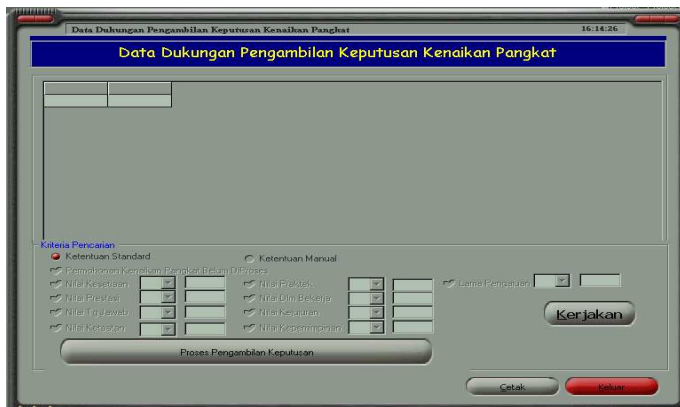 Data Dukungan Pengambilan Keputusan Kenaikan Pangkat 16:14:26
Data Dukungan Pengambilan Keputusan Kenaikan Pangkat
Kriteria Pencarian
Ketentuan Standard Ketentuan Manual
Permohonan Kenaikan Pangkat Belum DiProses
Nilai Kesetiaan Nilai Praktek Lama Pengajuan
Nilai Prestasi Nilai Dlm Bekerja
Nilai Tg Jawab Nilai Kejujuran
Nilai Ketaatan Nilai Kepemimpinan
Kerjakan
Proses Pengambilan Keputusan
Cetak Keluar